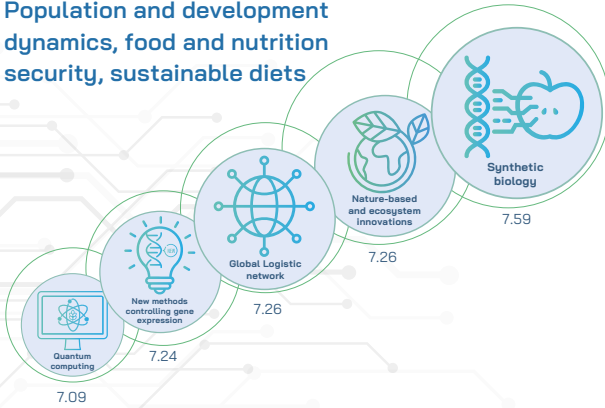 Population and development
dynamics, food and nutrition
security, sustainable diets
Synthetic
biology
7.59
Nature-based
and ecosystem
innovations
7.26
Global Logistic
network
7.26
New methods
controlling gene
expression
7.24
Quantum
computing
7.09